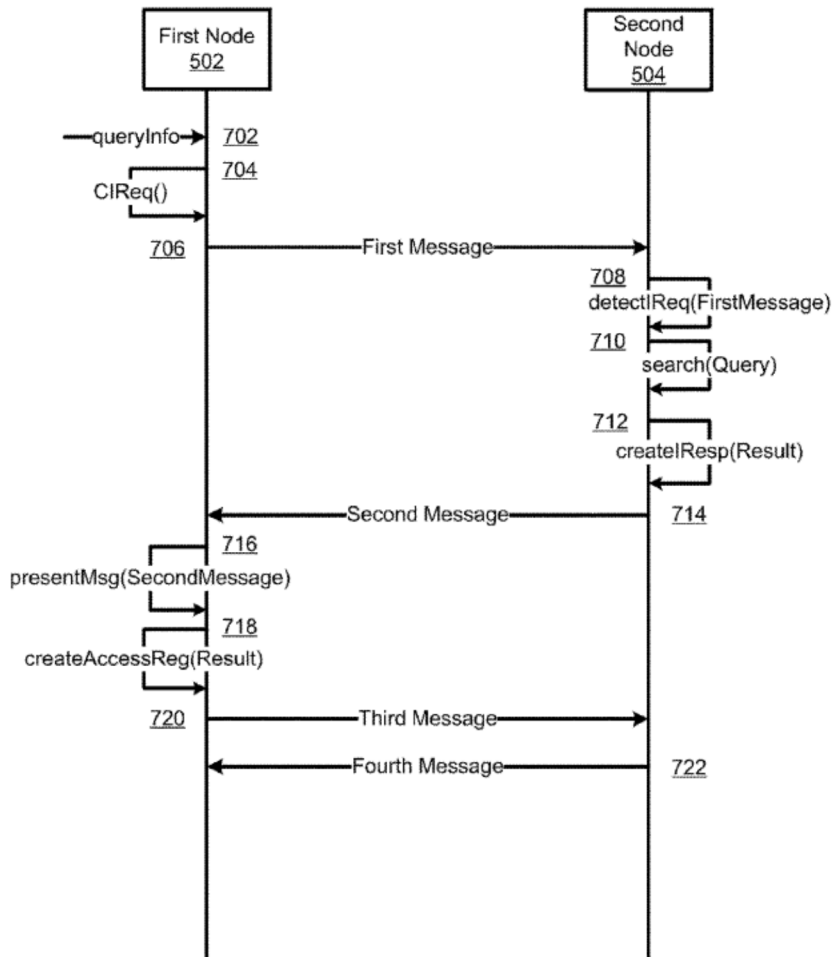 First Node
502
Second
Node
504
queryInfo
702
704
CIReq()
706
First Message
708
detectIReq(FirstMessage)
710
search(Query)
712
createIResp(Result)
Second Message
714
716
presentMsg(SecondMessage)
718
createAccessReg(Result)
720
Third Message
Fourth Message
722